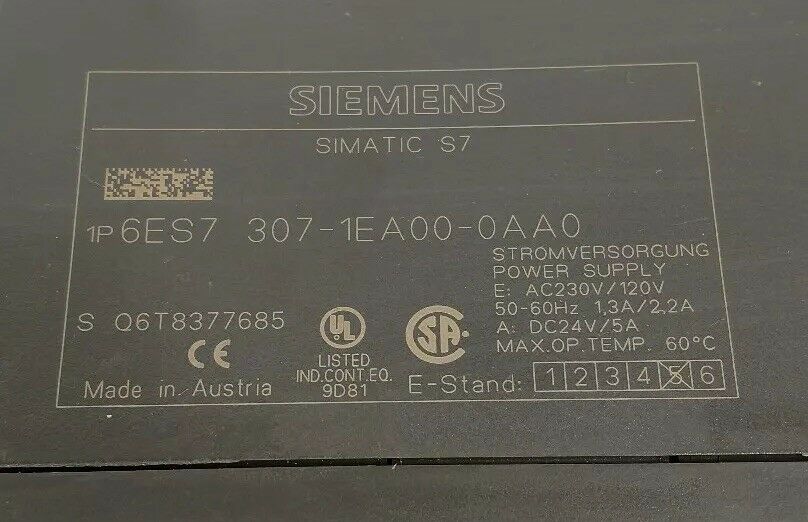 SIEMENS
SIMATIC S7
1P 6ES7 307-1EA00-0AA0
STROMVERSORGUNG
POWER SUPPLY
E: AC230V/120V
50-60Hz 1,3A/2,2A
A: DC24V/5A
MAX.OP.TEMP. 60°C
S Q6T8377685
CE
UL
LISTED
IND.CONT.EQ.
9D81
SA
Made in Austria
E-Stand: 1 2 3 4 5 6